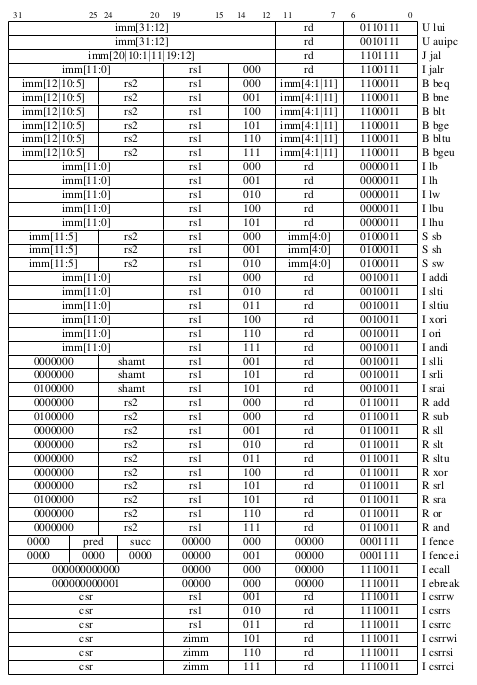 31 25 24 20 19 15 14 12 11 7 6 0
imm[31:12] rd 0110111 U lui
imm[31:12] rd 0010111 U auipc
imm[20|10:1|11|19:12] rd 1101111 J jal
imm[11:0] rs1 000 rd 1100111 I jalr
imm[12|10:5] rs2 rs1 000 imm[4:1|11] 1100011 B beq
imm[12|10:5] rs2 rs1 001 imm[4:1|11] 1100011 B bne
imm[12|10:5] rs2 rs1 100 imm[4:1|11] 1100011 B blt
imm[12|10:5] rs2 rs1 101 imm[4:1|11] 1100011 B bge
imm[12|10:5] rs2 rs1 110 imm[4:1|11] 1100011 B bltu
imm[12|10:5] rs2 rs1 111 imm[4:1|11] 1100011 B bgeu
imm[11:0] rs1 000 rd 0000011 I lb
imm[11:0] rs1 001 rd 0000011 I lh
imm[11:0] rs1 010 rd 0000011 I lw
imm[11:0] rs1 100 rd 0000011 I lbu
imm[11:0] rs1 101 rd 0000011 I lhu
imm[11:5] rs2 rs1 000 imm[4:0] 0100011 S sb
imm[11:5] rs2 rs1 001 imm[4:0] 0100011 S sh
imm[11:5] rs2 rs1 010 imm[4:0] 0100011 S sw
imm[11:0] rs1 000 rd 0010011 I addi
imm[11:0] rs1 010 rd 0010011 I slti
imm[11:0] rs1 011 rd 0010011 I sltiu
imm[11:0] rs1 100 rd 0010011 I xori
imm[11:0] rs1 110 rd 0010011 I ori
imm[11:0] rs1 111 rd 0010011 I andi
0000000 shamt rs1 001 rd 0010011 I slli
0000000 shamt rs1 101 rd 0010011 I srli
0100000 shamt rs1 101 rd 0010011 I srai
0000000 rs2 rs1 000 rd 0110011 R add
0100000 rs2 rs1 000 rd 0110011 R sub
0000000 rs2 rs1 001 rd 0110011 R sll
0000000 rs2 rs1 010 rd 0110011 R slt
0000000 rs2 rs1 011 rd 0110011 R sltu
0000000 rs2 rs1 100 rd 0110011 R xor
0000000 rs2 rs1 101 rd 0110011 R srl
0100000 rs2 rs1 101 rd 0110011 R sra
0000000 rs2 rs1 110 rd 0110011 R or
0000000 rs2 rs1 111 rd 0110011 R and
0000 pred succ 00000 000 00000 0001111 I fence
0000 0000 0000 00000 001 00000 0001111 I fence.i
000000000000 00000 000 00000 1110011 I ecall
000000000001 00000 000 00000 1110011 I ebreak
csr rs1 001 rd 1110011 I csrrw
csr rs1 010 rd 1110011 I csrrs
csr rs1 011 rd 1110011 I csrrc
csr zimm 101 rd 1110011 I csrrwi
csr zimm 110 rd 1110011 I csrrsi
csr zimm 111 rd 1110011 I csrrci